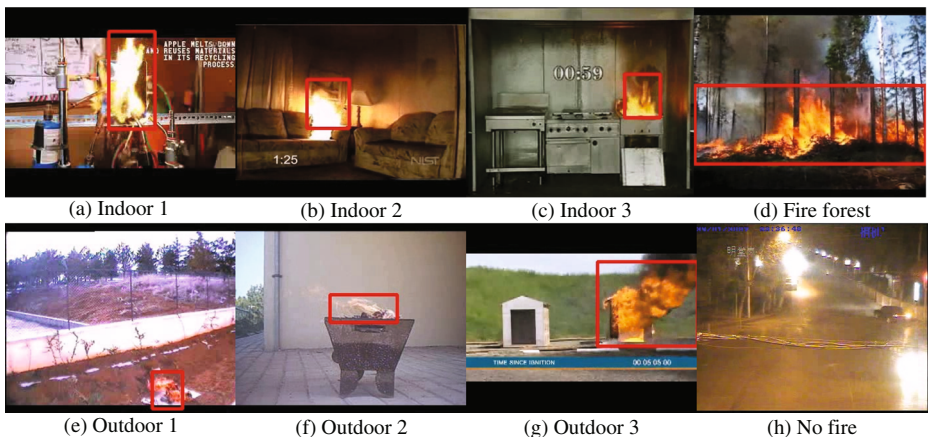 APPLE MELTS DOWN
AND REUSES MATERIALS
IN ITS RECYCLING
PROCESS
1:25
NIST
00:59
(a) Indoor 1
(b) Indoor 2
(c) Indoor 3
(d) Fire forest
TIME SINCE IGNITION
00 05 05 00
(e) Outdoor 1
(f) Outdoor 2
(g) Outdoor 3
(h) No fire